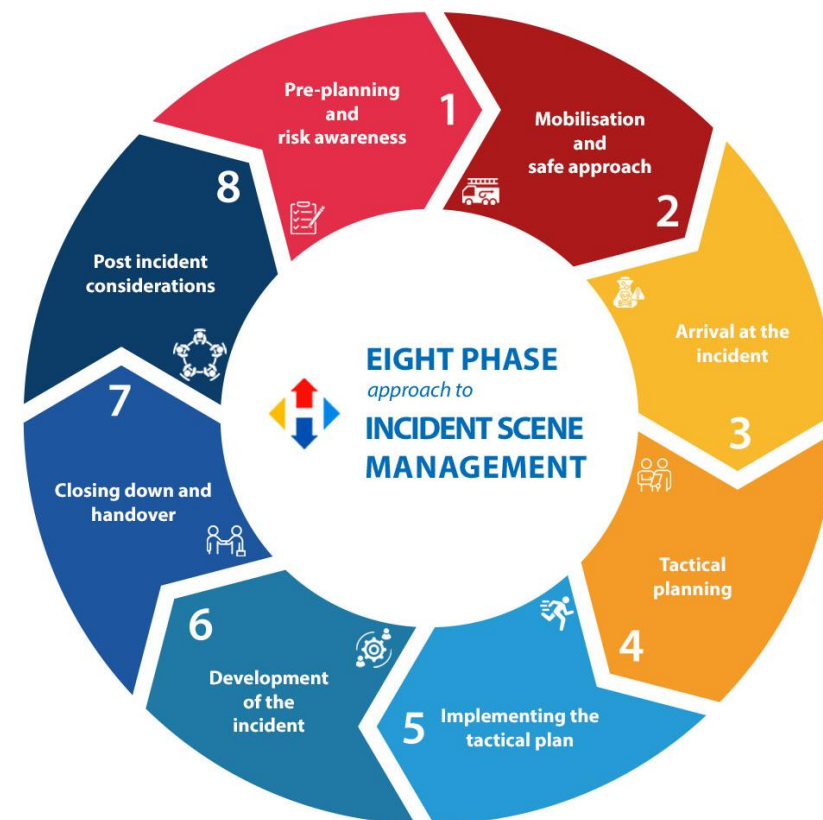 EIGHT PHASE
approach to
INCIDENT SCENE
MANAGEMENT
1
Pre-planning
and
risk awareness
2
Mobilisation
and
safe approach
3
Arrival at the
incident
4
Tactical
planning
5
Implementing the
tactical plan
6
Development
of the
incident
7
Closing down and
handover
8
Post incident
considerations